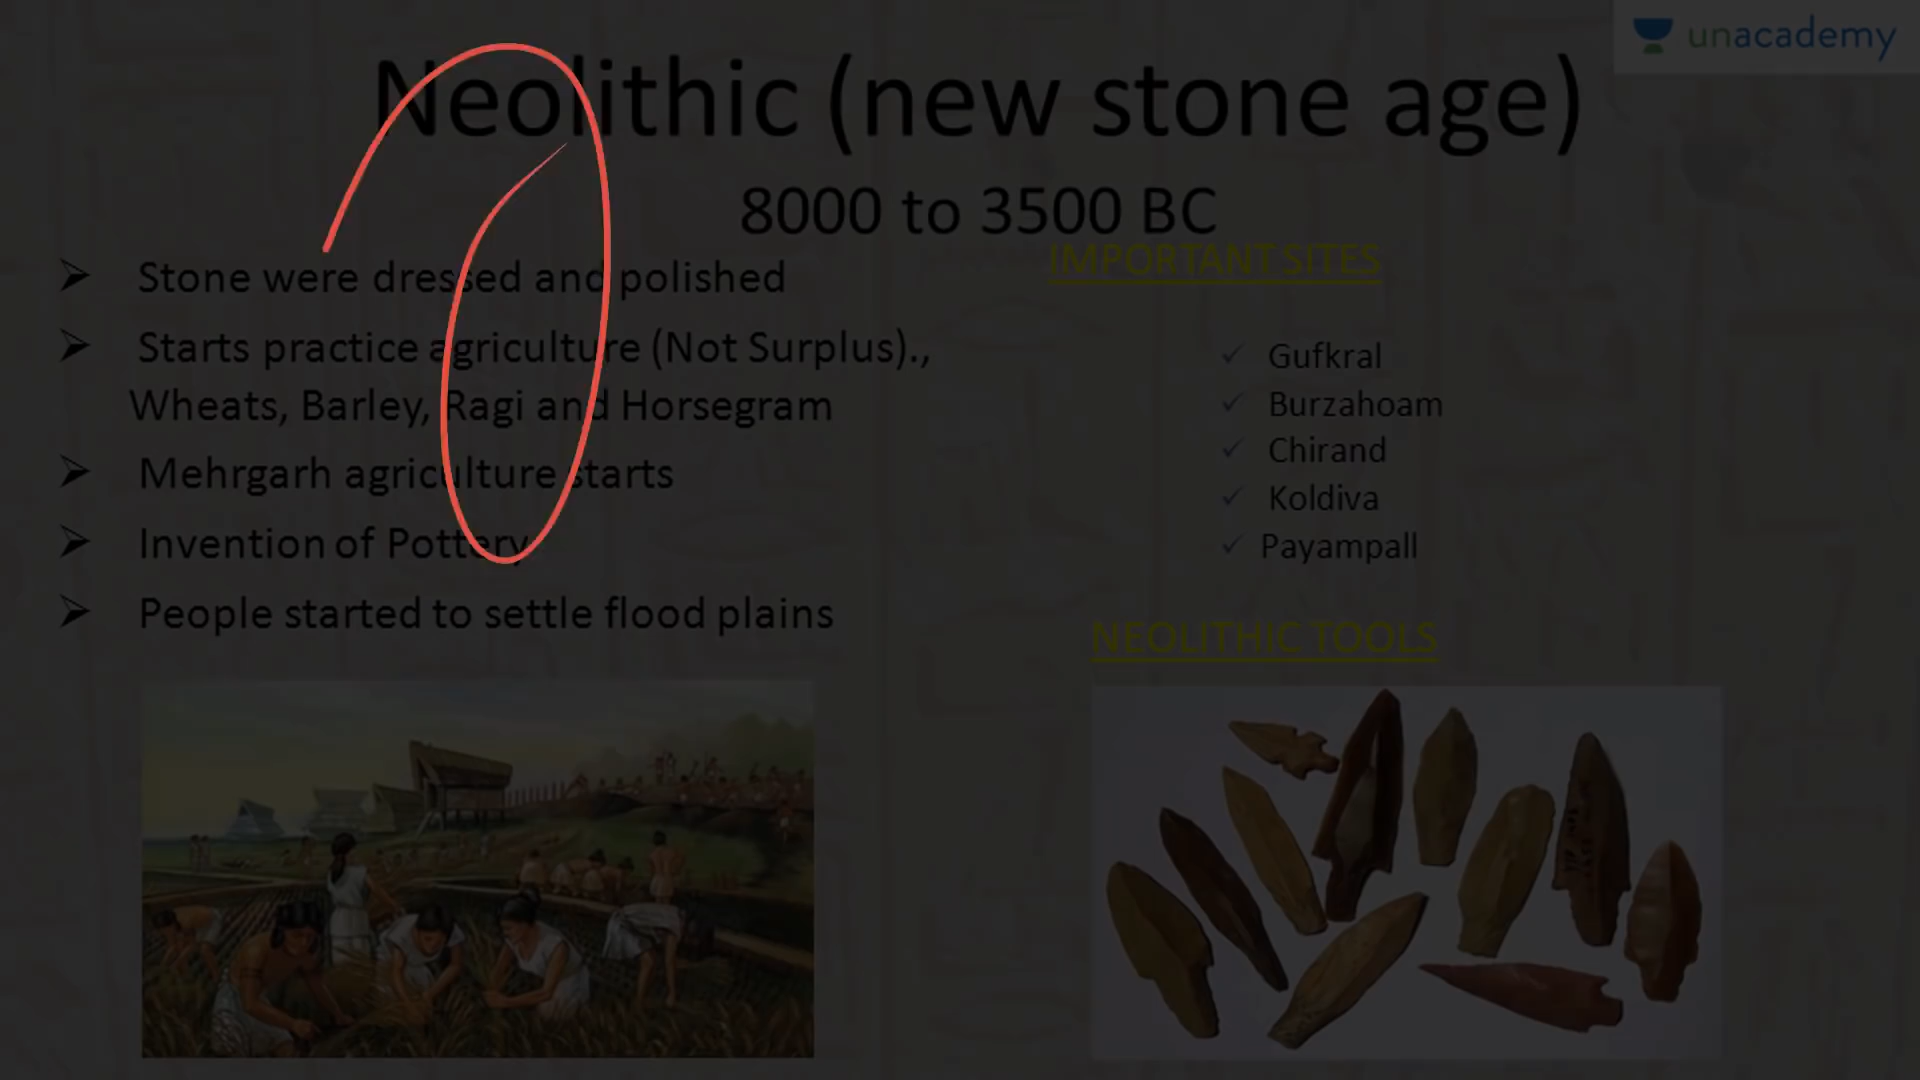 unacademy
Neolithic (new stone age)
8000 to 3500 BC
➢ Stone were dressed and polished
➢ Starts practice agriculture (Not Surplus).,
Wheats, Barley, Ragi and Horsegram
➢ Mehrgarh agriculture starts
➢ Invention of Pottery
➢ People started to settle flood plains
IMPORTANT SITES
✓ Gufkral
✓ Burzahoam
✓ Chirand
✓ Koldiva
✓ Payampall
NEOLITHIC TOOLS